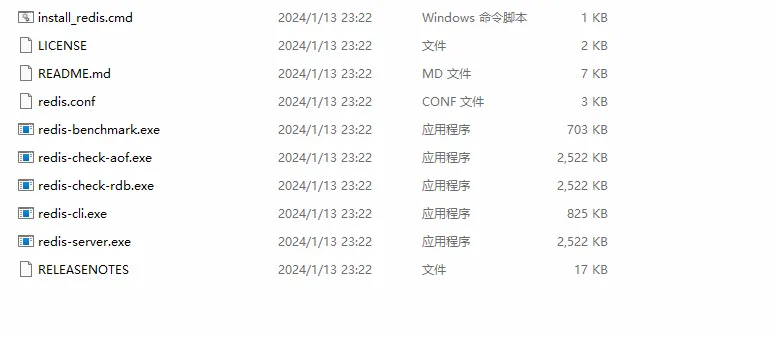 install_redis.cmd 2024/1/13 23:22 Windows 命令脚本 1 KB
LICENSE 2024/1/13 23:22 文件 2 KB
README.md 2024/1/13 23:22 MD 文件 7 KB
redis.conf 2024/1/13 23:22 CONF 文件 3 KB
redis-benchmark.exe 2024/1/13 23:22 应用程序 703 KB
redis-check-aof.exe 2024/1/13 23:22 应用程序 2,522 KB
redis-check-rdb.exe 2024/1/13 23:22 应用程序 2,522 KB
redis-cli.exe 2024/1/13 23:22 应用程序 825 KB
redis-server.exe 2024/1/13 23:22 应用程序 2,522 KB
RELEASENOTES 2024/1/13 23:22 文件 17 KB